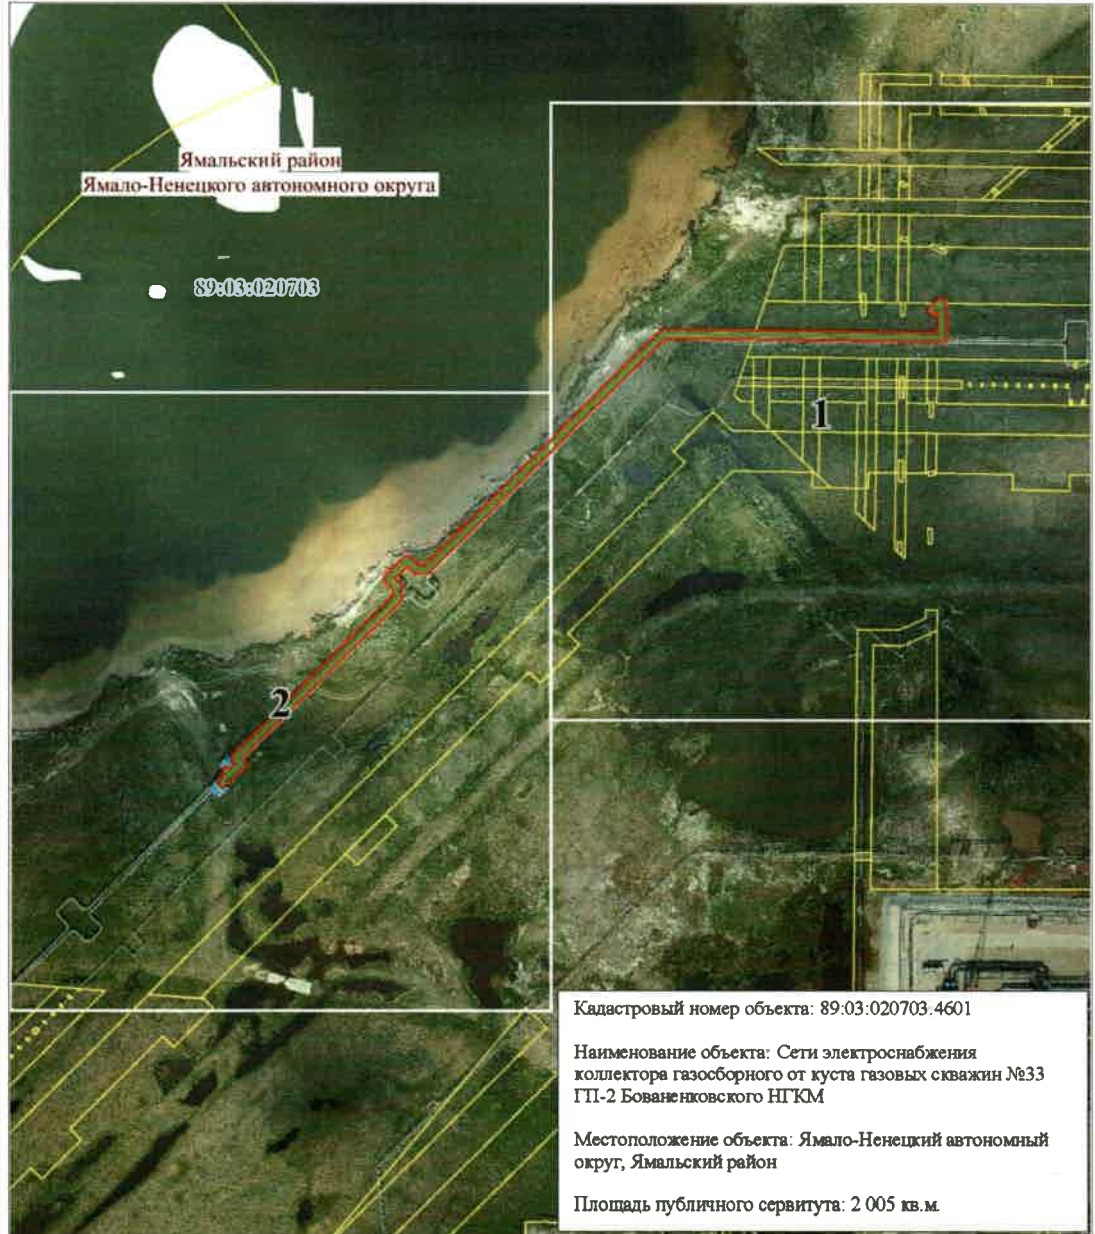 Ямальский район
Ямало-Ненецкого автономного округа
89:03:020703
1
2
Кадастровый номер объекта: 89:03:020703:4601
Наименование объекта: Сети электроснабжения
коллектора газосборного от куста газовых скважин №33
ГП-2 Бованенковского НГКМ
Местоположение объекта: Ямало-Ненецкий автономный
округ, Ямальский район
Площадь публичного сервитута: 2 005 кв.м.